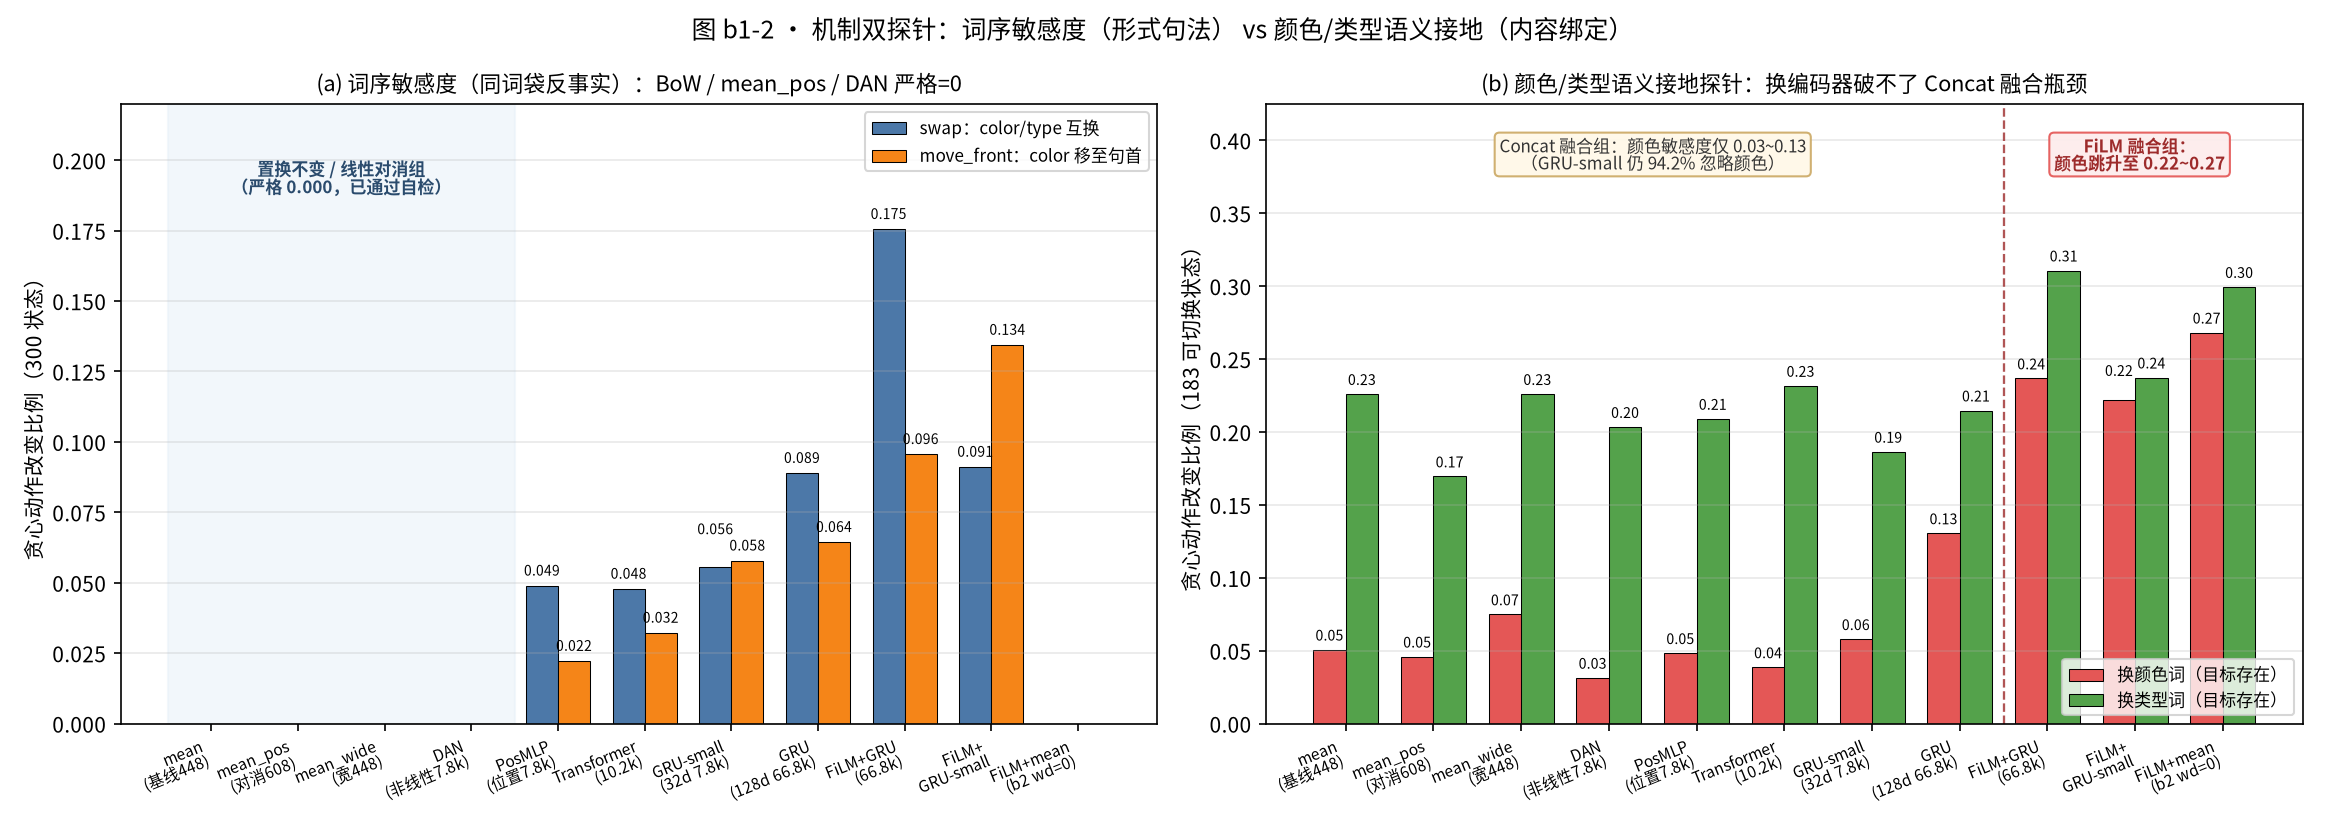 图 b1-2 · 机制双探针：词序敏感度（形式句法） vs 颜色/类型语义接地（内容绑定）
(a) 词序敏感度（同词袋反事实）：BoW / mean_pos / DAN 严格=0
贪心动作改变比例（300 状态）
0.200
0.175
0.150
0.125
0.100
0.075
0.050
0.025
0.000
置换不变 / 线性对消组
（严格 0.000，已通过自检）
swap：color/type 互换
move_front：color 移至句首
0.049
0.022
0.048
0.032
0.056
0.058
0.089
0.064
0.175
0.096
0.091
0.134
mean
(基线448)
mean_pos
(对消608)
mean_wide
(宽448)
DAN
(非线性7.8k)
PosMLP
(位置7.8k)
Transformer
(10.2k)
GRU-small
(32d 7.8k)
GRU
(128d 66.8k)
FiLM+GRU
(66.8k)
FiLM+
GRU-small
FiLM+mean
(b2 wd=0)
(b) 颜色/类型语义接地探针：换编码器破不了 Concat 融合瓶颈
贪心动作改变比例（183 可切换状态）
0.40
0.35
0.30
0.25
0.20
0.15
0.10
0.05
0.00
Concat 融合组：颜色敏感度仅 0.03~0.13
（GRU-small 仍 94.2% 忽略颜色）
FiLM 融合组：
颜色跳升至 0.22~0.27
0.05
0.23
0.05
0.17
0.07
0.23
0.03
0.20
0.05
0.21
0.04
0.23
0.06
0.19
0.13
0.21
0.24
0.31
0.22
0.24
0.27
0.30
换颜色词（目标存在）
换类型词（目标存在）
mean
(基线448)
mean_pos
(对消608)
mean_wide
(宽448)
DAN
(非线性7.8k)
PosMLP
(位置7.8k)
Transformer
(10.2k)
GRU-small
(32d 7.8k)
GRU
(128d 66.8k)
FiLM+GRU
(66.8k)
FiLM+
GRU-small
FiLM+mean
(b2 wd=0)